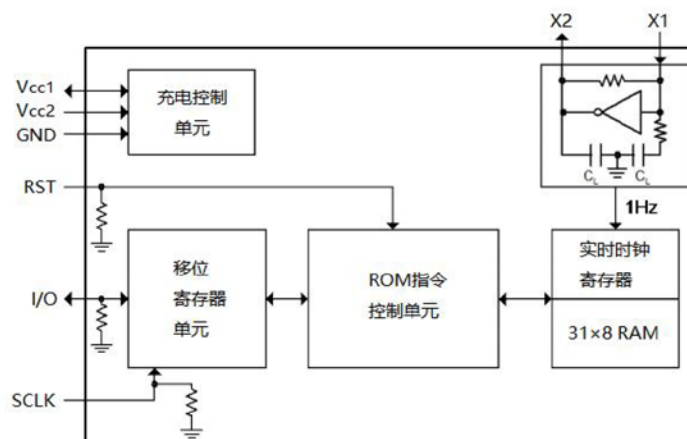 X2 X1
Vcc1
Vcc2
GND
充电控制
单元
C_L C_L
RST
1Hz
移位
寄存器
单元
ROM指令
控制单元
实时时钟
寄存器
31×8 RAM
I/O
SCLK